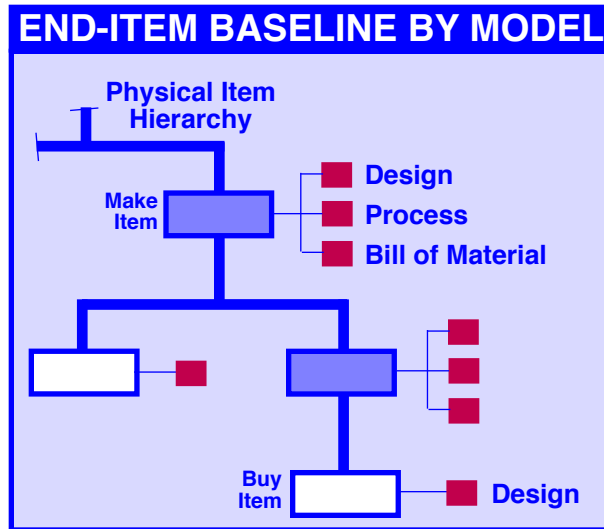 END-ITEM BASELINE BY MODEL
Physical Item
Hierarchy
Make
Item
Design
Process
Bill of Material
Buy
Item
Design